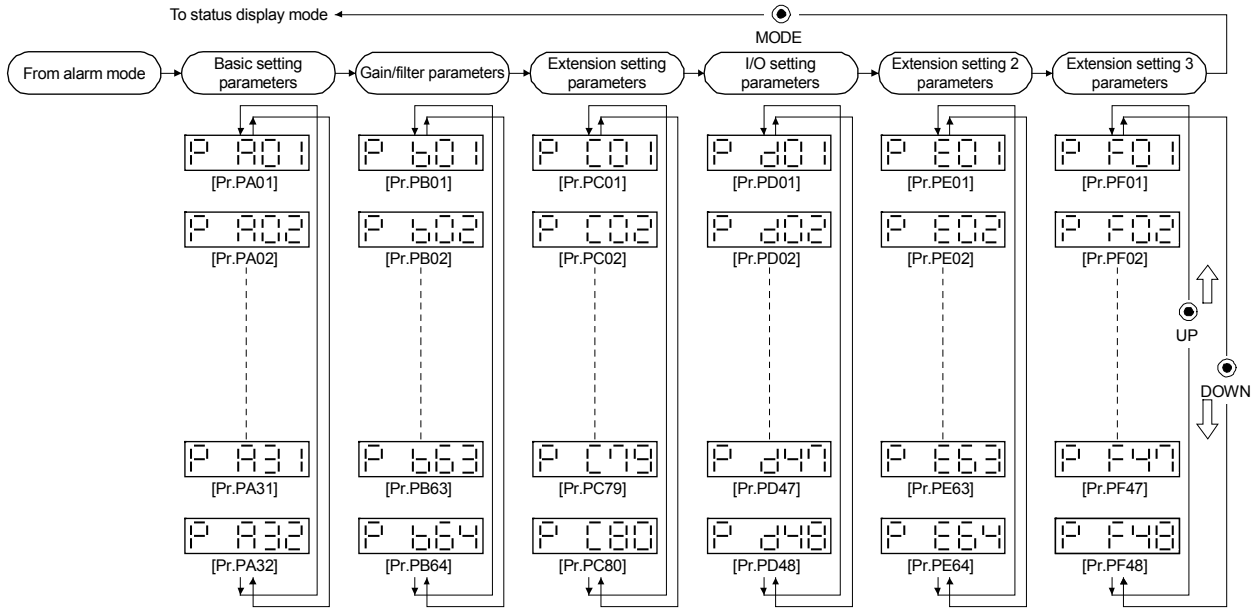 To status display mode
MODE
From alarm mode
Basic setting
parameters
Gain/filter parameters
Extension setting
parameters
I/O setting
parameters
Extension setting 2
parameters
Extension setting 3
parameters
P A01 P b01 P C01 P d01 P E01 P F01
[Pr.PA01] [Pr.PB01] [Pr.PC01] [Pr.PD01] [Pr.PE01] [Pr.PF01]
P A02 P b02 P C02 P d02 P E02 P F02
[Pr.PA02] [Pr.PB02] [Pr.PC02] [Pr.PD02] [Pr.PE02] [Pr.PF02]
UP
DOWN
P A31 P b63 P C79 P d47 P E63 P F47
[Pr.PA31] [Pr.PB63] [Pr.PC79] [Pr.PD47] [Pr.PE63] [Pr.PF47]
P A32 P b64 P C80 P d48 P E64 P F48
[Pr.PA32] [Pr.PB64] [Pr.PC80] [Pr.PD48] [Pr.PE64] [Pr.PF48]